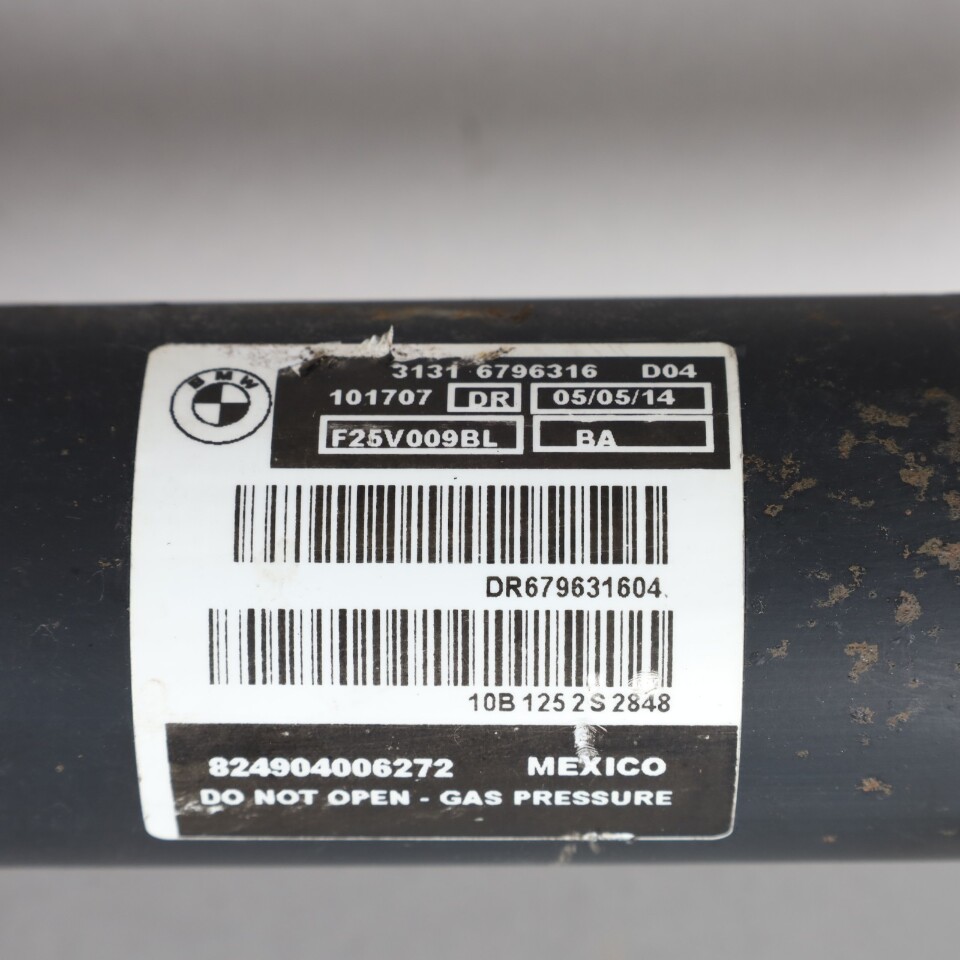 BMW
3131 6796316 D04
101707 DR 05/05/14
F25V009BL BA
DR679631604
10B 125 2 S 2848
824904006272 MEXICO
DO NOT OPEN - GAS PRESSURE